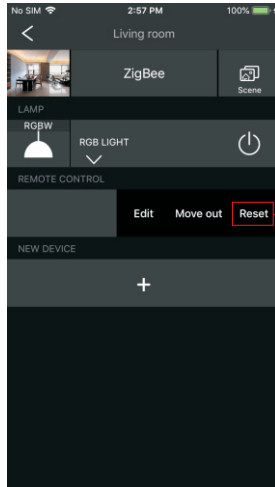 No SIM 2:57 PM 100%
Living room
ZigBee
Scene
LAMP
RGBW
RGB LIGHT
REMOTE CONTROL
Edit Move out Reset
NEW DEVICE
+